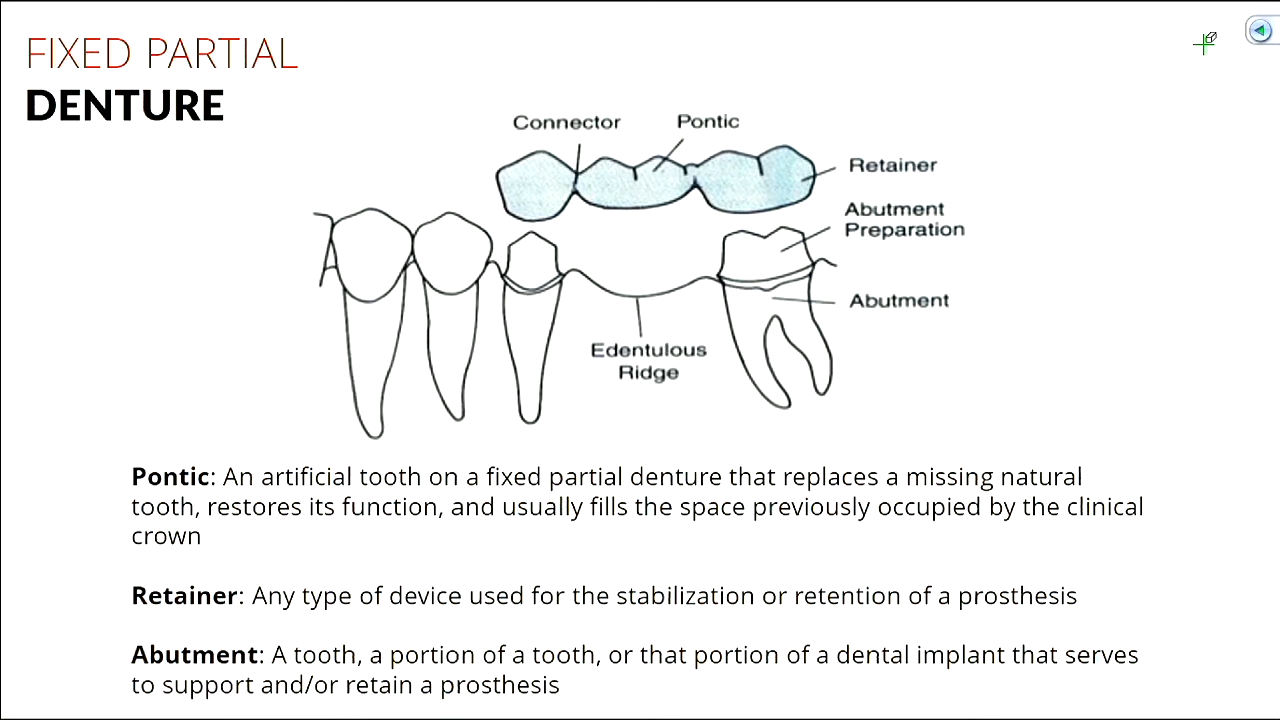 FIXED PARTIAL
DENTURE
Connector
Pontic
Retainer
Abutment
Preparation
Abutment
Edentulous
Ridge
Pontic: An artificial tooth on a fixed partial denture that replaces a missing natural
tooth, restores its function, and usually fills the space previously occupied by the clinical
crown
Retainer: Any type of device used for the stabilization or retention of a prosthesis
Abutment: A tooth, a portion of a tooth, or that portion of a dental implant that serves
to support and/or retain a prosthesis